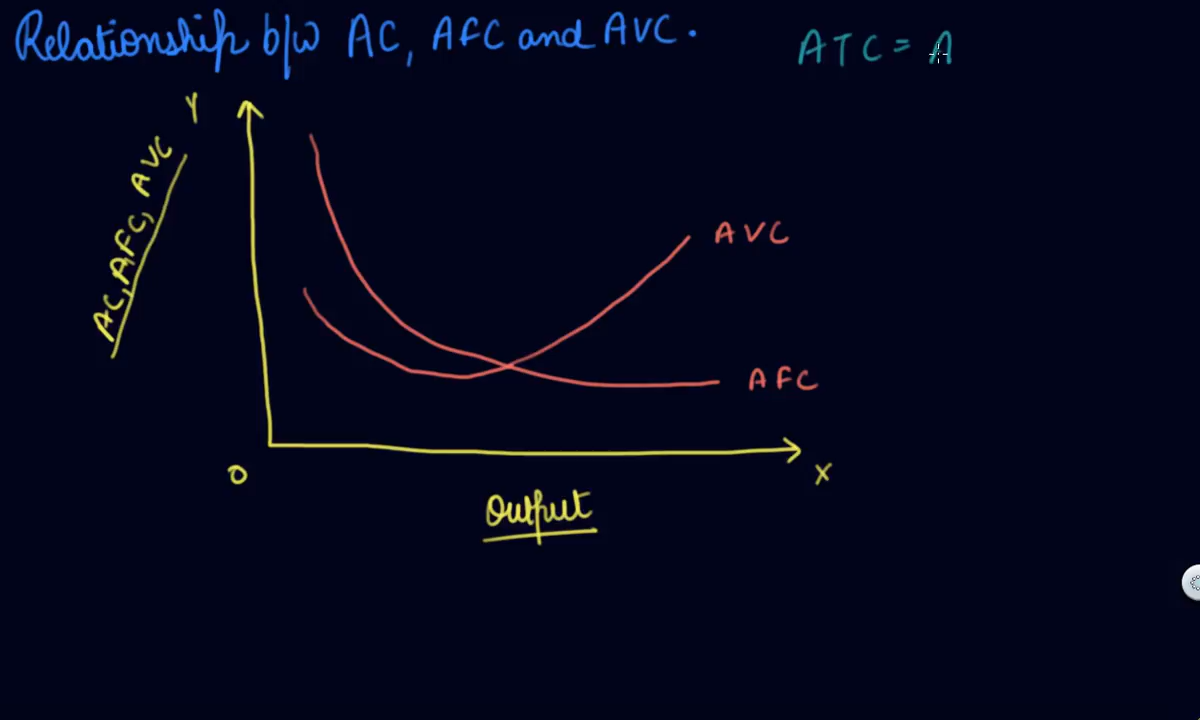 Relationship b/w AC, AFC and AVC.
ATC = A
Y
AC, AFC, AVC
AVC
AFC
O
X
Output